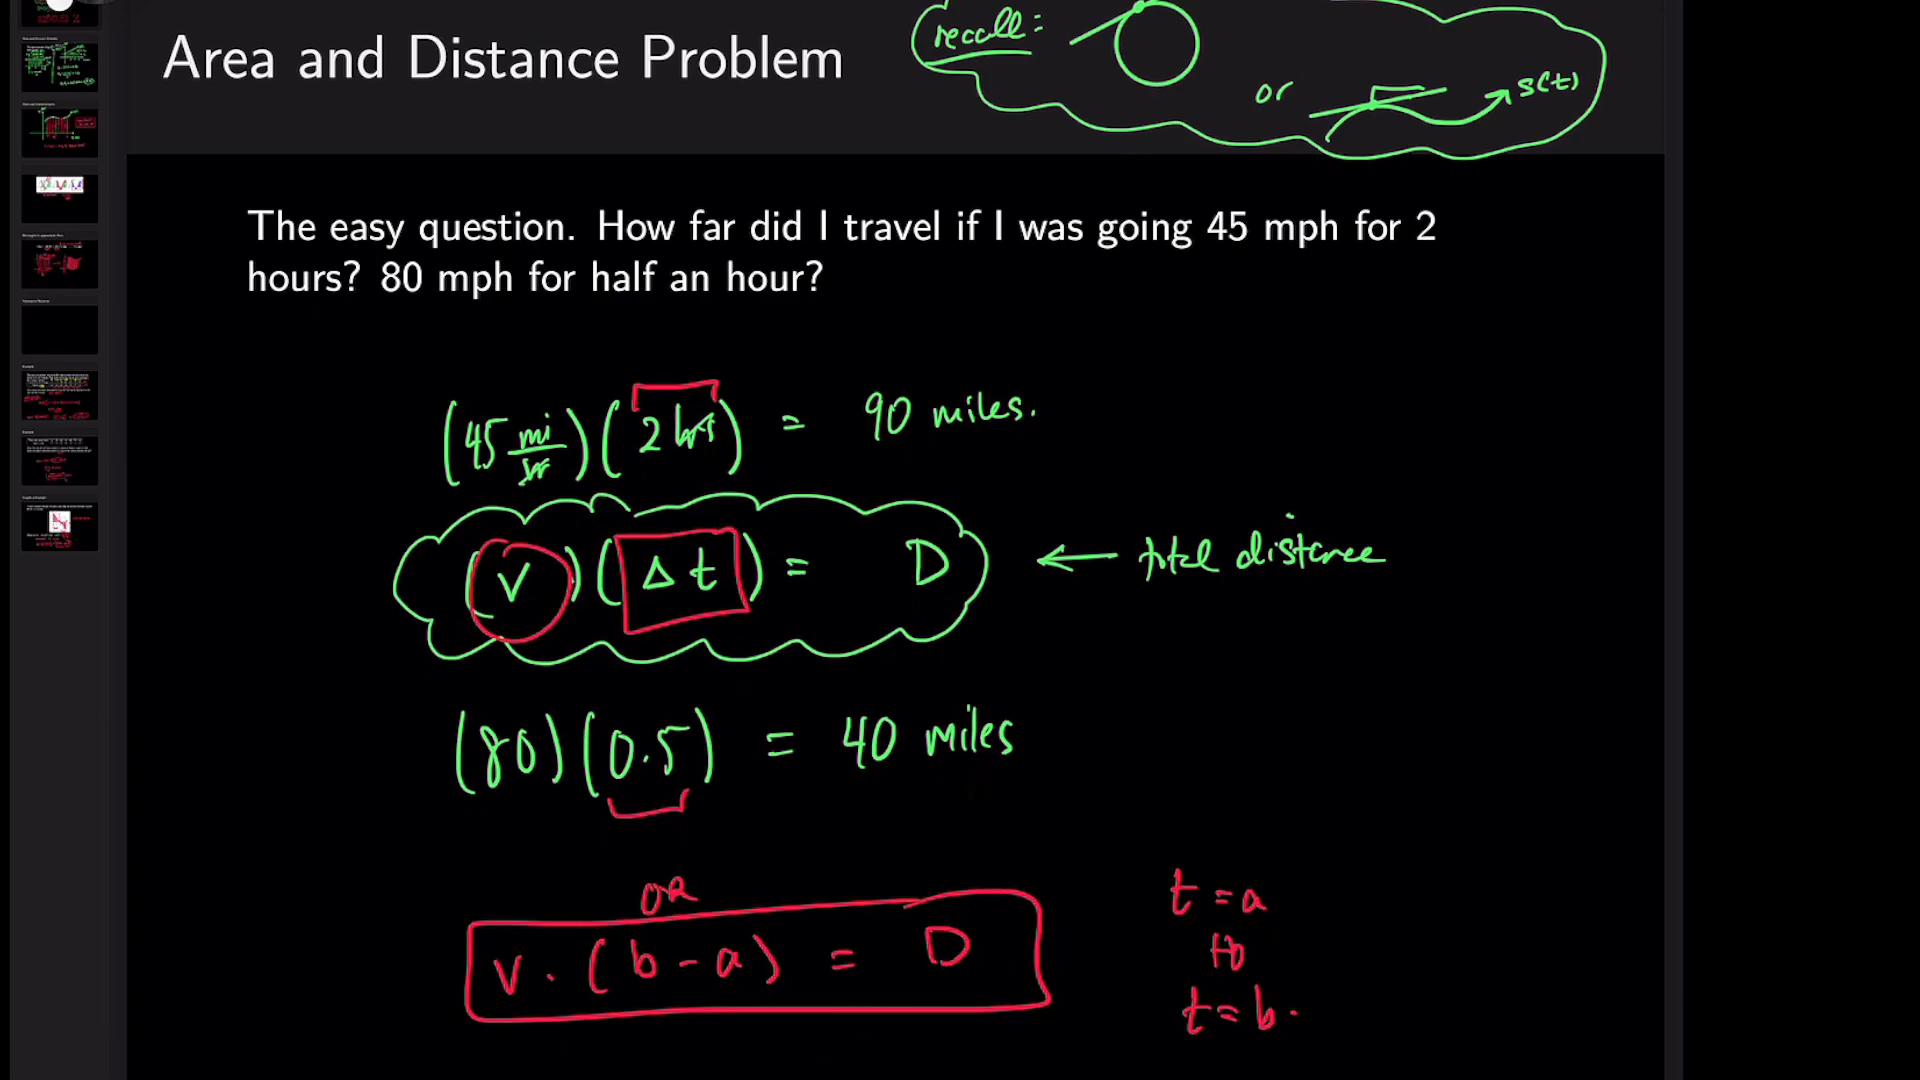 Area and Distance Problem
recall:
or
s(t)
The easy question. How far did I travel if I was going 45 mph for 2
hours? 80 mph for half an hour?
(45 mi/hr)(2 hrs) = 90 miles.
(v)(Δt) = D ← total distance
(80)(0.5) = 40 miles
OR
v · (b - a) = D
t = a
to
t = b.